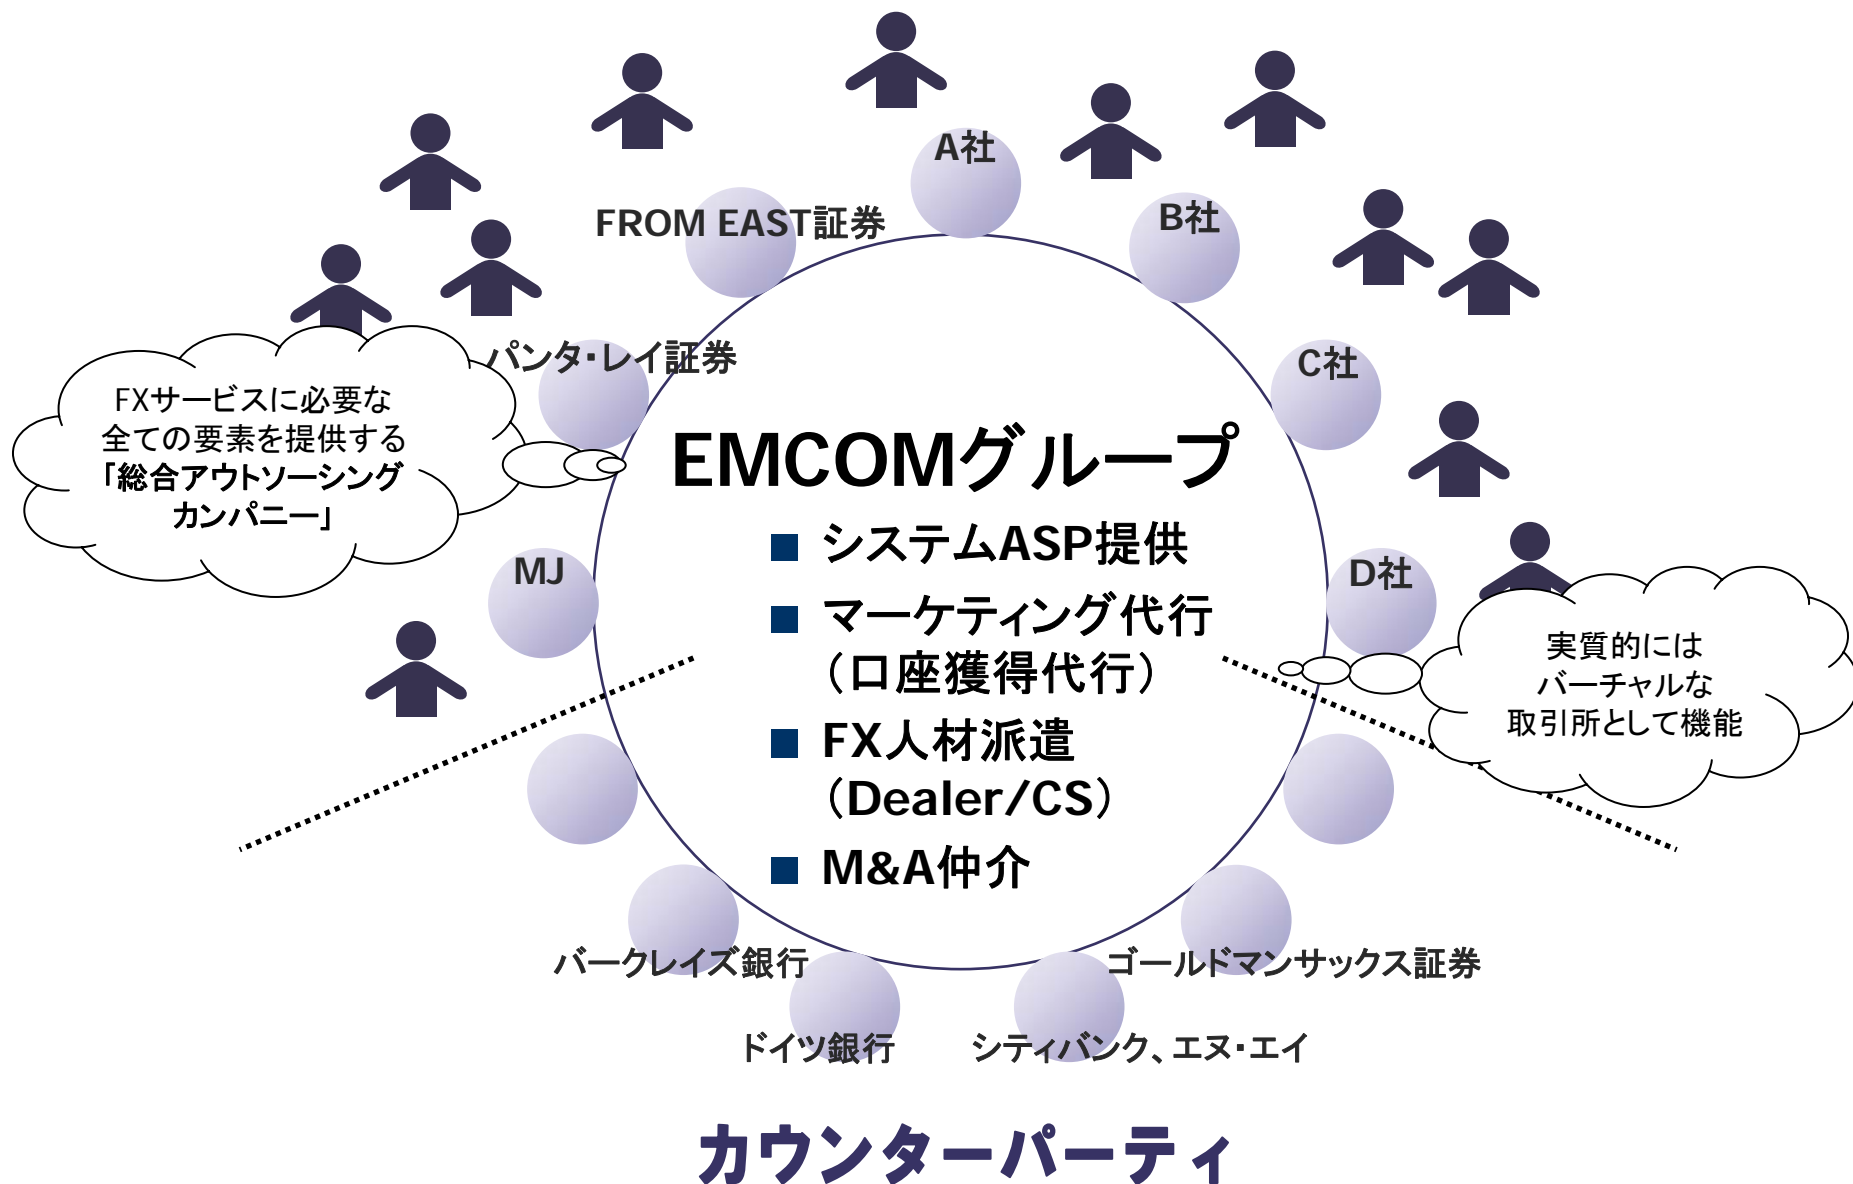 A社
FROM EAST証券
B社
パンタ・レイ証券
C社
FXサービスに必要な
全ての要素を提供する
「総合アウトソーシング
カンパニー」
EMCOMグループ
■ システムASP提供
MJ
D社
■ マーケティング代行
（口座獲得代行）
実質的には
バーチャルな
取引所として機能
■ FX人材派遣
（Dealer/CS）
■ M&A仲介
バークレイズ銀行
ゴールドマンサックス証券
ドイツ銀行
シティバンク、エヌ・エイ
カウンターパーティ